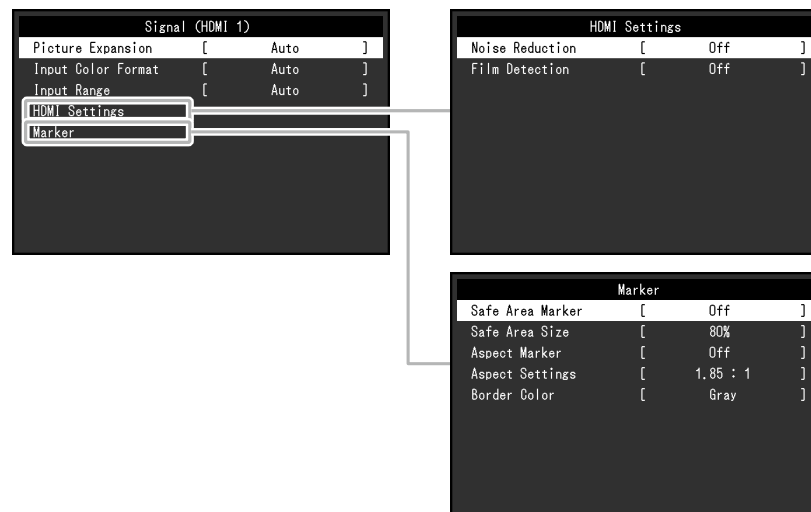 Signal (HDMI 1)
Picture Expansion [ Auto ]
Input Color Format [ Auto ]
Input Range [ Auto ]
HDMI Settings
Marker
HDMI Settings
Noise Reduction [ Off ]
Film Detection [ Off ]
Marker
Safe Area Marker [ Off ]
Safe Area Size [ 80% ]
Aspect Marker [ Off ]
Aspect Settings [ 1.85 : 1 ]
Border Color [ Gray ]